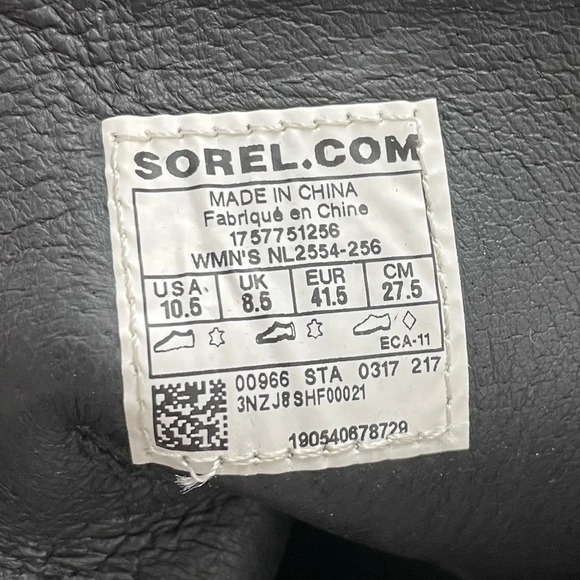 SOREL.COM
MADE IN CHINA
Fabriqué en Chine
1757751256
WMN'S NL2554-256
USA UK EUR CM
10.5 8.5 41.5 27.5
ECA-11
00966 STA 0317 217
3NZJ8SHF00021
190540678729